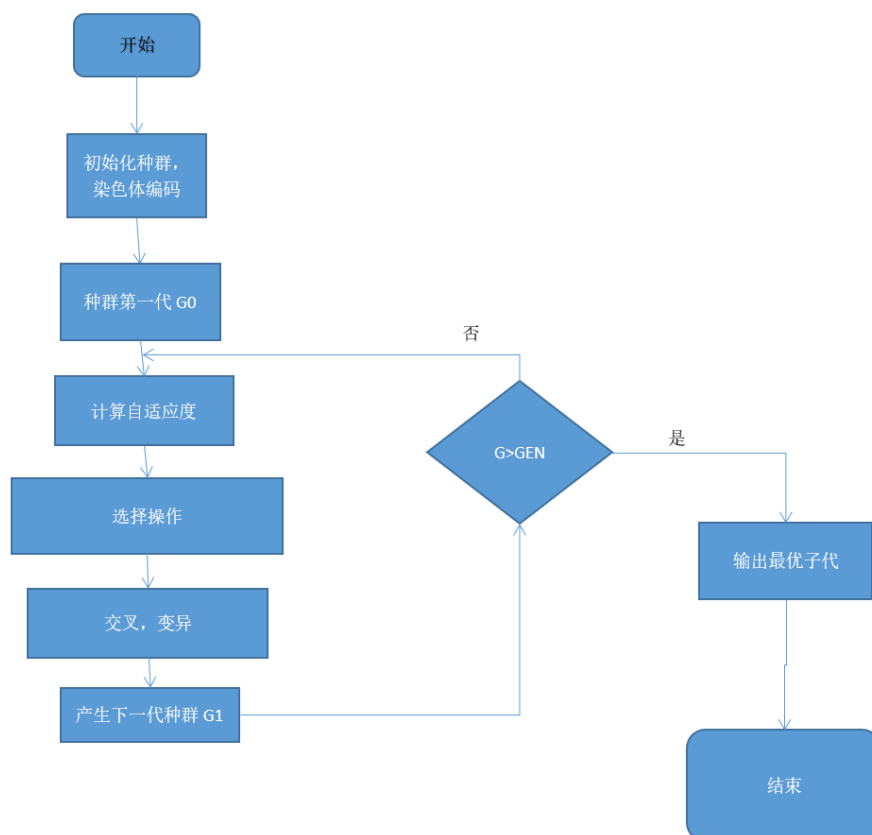 开始
初始化种群，
染色体编码
种群第一代 G0
否
计算自适应度
是
G>GEN
选择操作
输出最优子代
交叉，变异
产生下一代种群 G1
结束